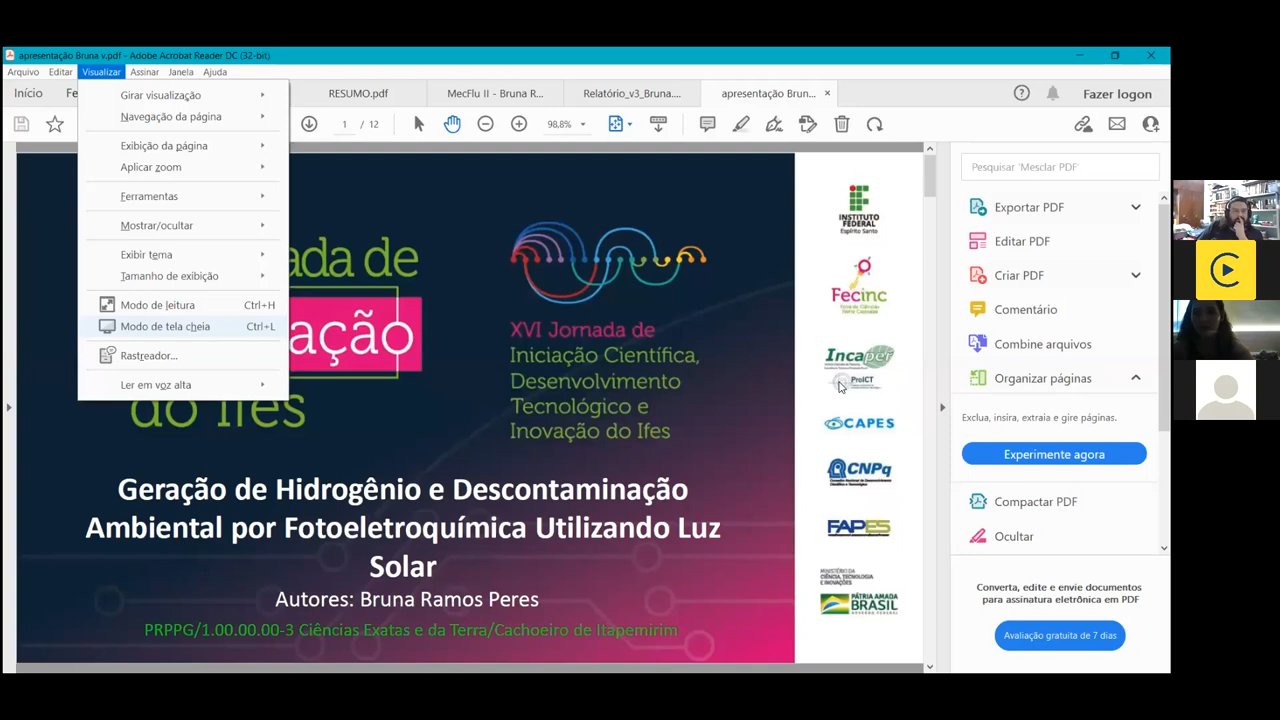 apresentação Bruna v.pdf - Adobe Acrobat Reader DC (32-bit)
Arquivo Editar Visualizar Assinar Janela Ajuda
Início Fe RESUMO.pdf MecFlu II - Bruna R... Relatório_v3_Bruna.... apresentação Brun... × Fazer logon
1 / 12 98,8%
Girar visualização
Navegação da página
Exibição da página
Aplicar zoom
Ferramentas
Mostrar/ocultar
Exibir tema
Tamanho de exibição
Modo de leitura Ctrl+H
Modo de tela cheia Ctrl+L
Rastreador...
Ler em voz alta
ada de
ação
do Ifes
XVI Jornada de
Iniciação Científica,
Desenvolvimento
Tecnológico e
Inovação do Ifes
Geração de Hidrogênio e Descontaminação
Ambiental por Fotoeletroquímica Utilizando Luz
Solar
Autores: Bruna Ramos Peres
PRPPG/1.00.00.00-3 Ciências Exatas e da Terra/Cachoeiro de Itapemirim
INSTITUTO
FEDERAL
Espírito Santo
Fecinc
Incaper
ProICT
CAPES
CNPq
FAPES
MINISTÉRIO DA
CIÊNCIA, TECNOLOGIA
E INOVAÇÕES
PÁTRIA AMADA
BRASIL
Pesquisar 'Mesclar PDF'
Exportar PDF
Editar PDF
Criar PDF
Comentário
Combine arquivos
Organizar páginas
Exclua, insira, extraia e gire páginas.
Experimente agora
Compactar PDF
Ocultar
Converta, edite e envie documentos
para assinatura eletrônica em PDF
Avaliação gratuita de 7 dias